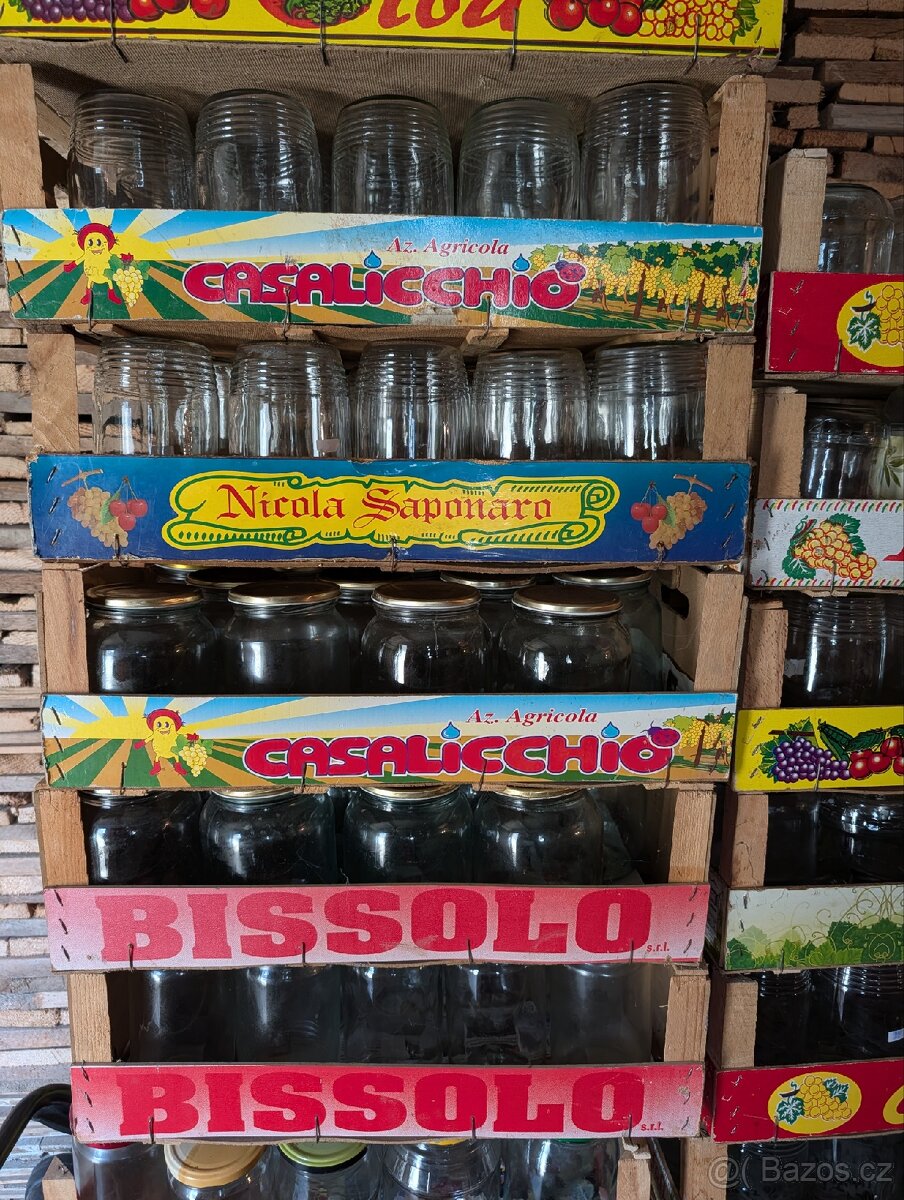 Az. Agricola
CASALICCHIO
Nicola Saponaro
Az. Agricola
CASALICCHIO
BISSOLO
s.r.l.
BISSOLO
s.r.l.
@ Bazos.cz